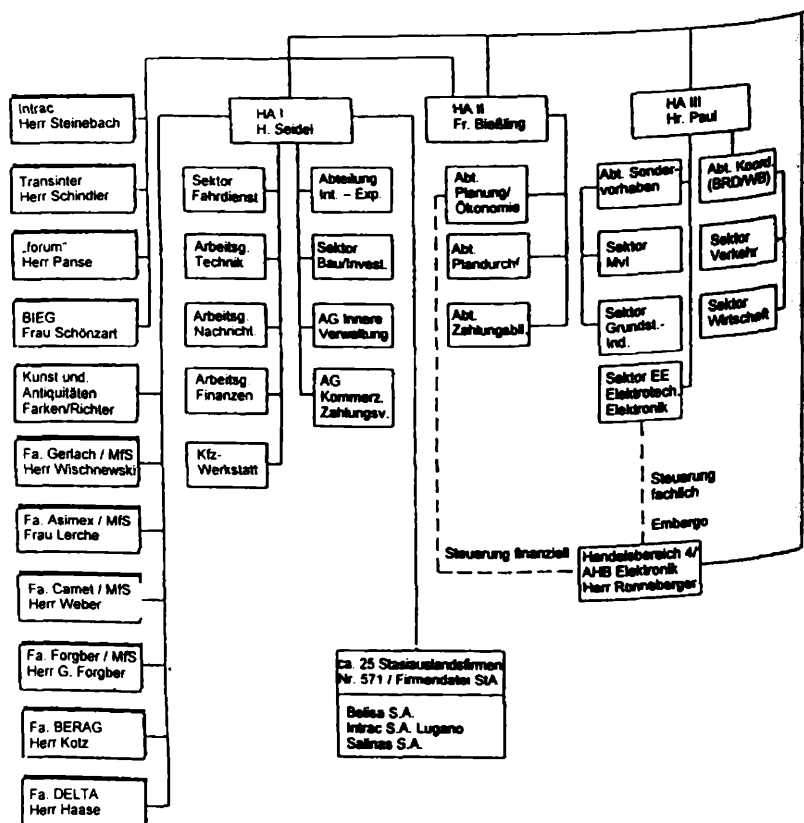 Intrac
Herr Steinebach
Transinter
Herr Schindler
„forum"
Herr Panse
BIEG
Frau Schönzart
Kunst und.
Antiquitäten
Farken/Richter
Fa. Gerlach / MfS
Herr Wischnewski
Fa. Asimex / MfS
Frau Lerche
Fa. Camet / MfS
Herr Weber
Fa. Forgber / MfS
Herr G. Forgber
Fa. BERAG
Herr Kotz
Fa. DELTA
Herr Haase
HA I
H. Seidel
Sektor
Fahrdienst
Arbeitsg.
Technik
Arbeitsg.
Nachricht.
Arbeitsg.
Finanzen
Kfz-
Werkstatt
Abteilung
Int. – Exp.
Sektor
Bau/Invest.
AG Innere
Verwaltung
AG
Kommerz.
Zahlungsv.
ca. 25 Stasiauslandsfirmen
Nr. 571 / Firmendatei StA
Belisa S.A.
Intrac S.A. Lugano
Salinas S.A.
HA II
Fr. Bießling
Abt.
Planung/
Ökonomie
Abt.
Plandurchf
Abt.
Zahlungsbil.
Steuerung finanziell
HA III
Hr. Paul
Abt. Sonder-
vorhaben
Sektor
Mvl
Sektor
Grundst.-
Ind.
Sektor EE
Elektrotech.
Elektronik
Abt. Koord.
(BRD/WB)
Sektor
Verkehr
Sektor
Wirtschaft
Steuerung
fachlich
Embargo
Handelsbereich 4/
AHB Elektronik
Herr Ronneberger